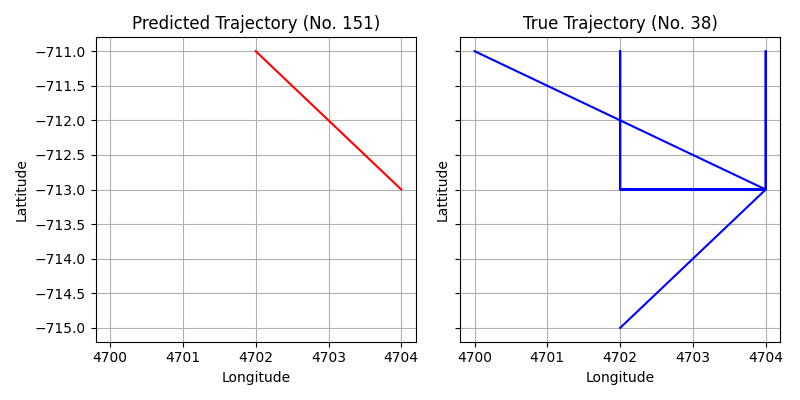 Predicted Trajectory (No. 151)
True Trajectory (No. 38)
−711.0
−711.5
−712.0
−712.5
−713.0
−713.5
−714.0
−714.5
−715.0
Lattitude
Lattitude
4700 4701 4702 4703 4704
4700 4701 4702 4703 4704
Longitude
Longitude